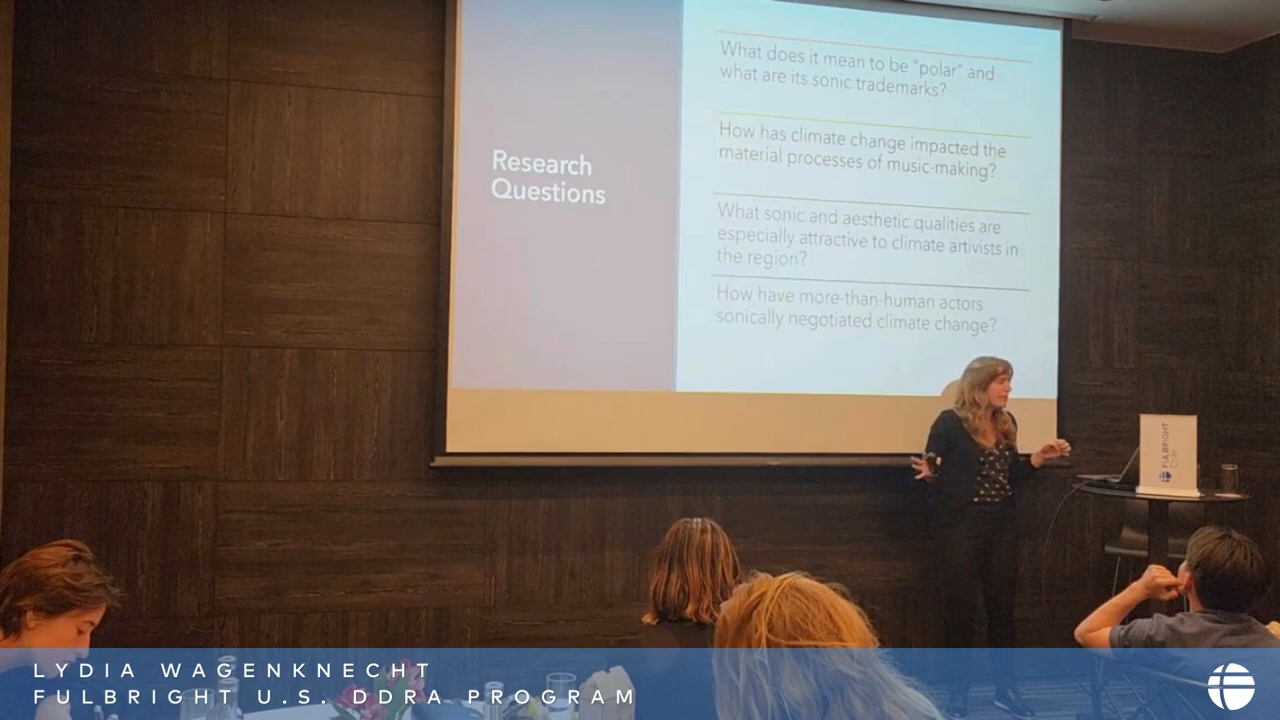 Research
Questions
What does it mean to be "polar" and
what are its sonic trademarks?
How has climate change impacted the
material processes of music-making?
What sonic and aesthetic qualities are
especially attractive to climate artivists in
the region?
How have more-than-human actors
sonically negotiated climate change?
FULBRIGHT
Chile
LYDIA WAGENKNECHT
FULBRIGHT U.S. DDRA PROGRAM